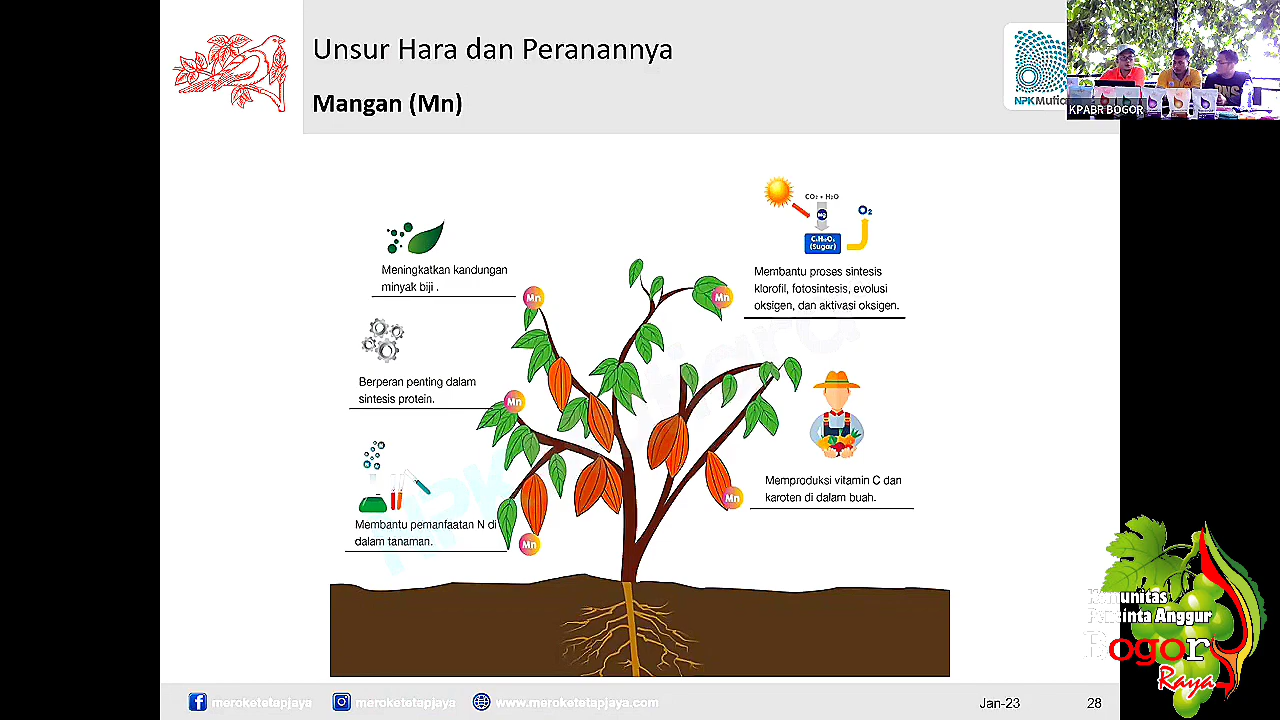 Unsur Hara dan Peranannya
Mangan (Mn)
NPK
KPABR BOGOR
CO₂ + H₂O
Mg
O₂
C₆H₁₂O₆
(Sugar)
Meningkatkan kandungan
minyak biji .
Membantu proses sintesis
klorofil, fotosintesis, evolusi
oksigen, dan aktivasi oksigen.
Mn
Mn
Berperan penting dalam
sintesis protein.
Mn
Memproduksi vitamin C dan
karoten di dalam buah.
Mn
Membantu pemanfaatan N di
dalam tanaman.
Mn
NPK
Komunitas
Pencinta Anggur
Bogor
Raya
meroketetapjaya
meroketetapjaya
www.meroketetapjaya.com
Jan-23
28